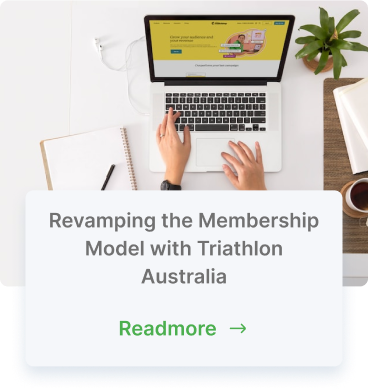 Revamping the Membership
Model with Triathlon
Australia
Readmore →